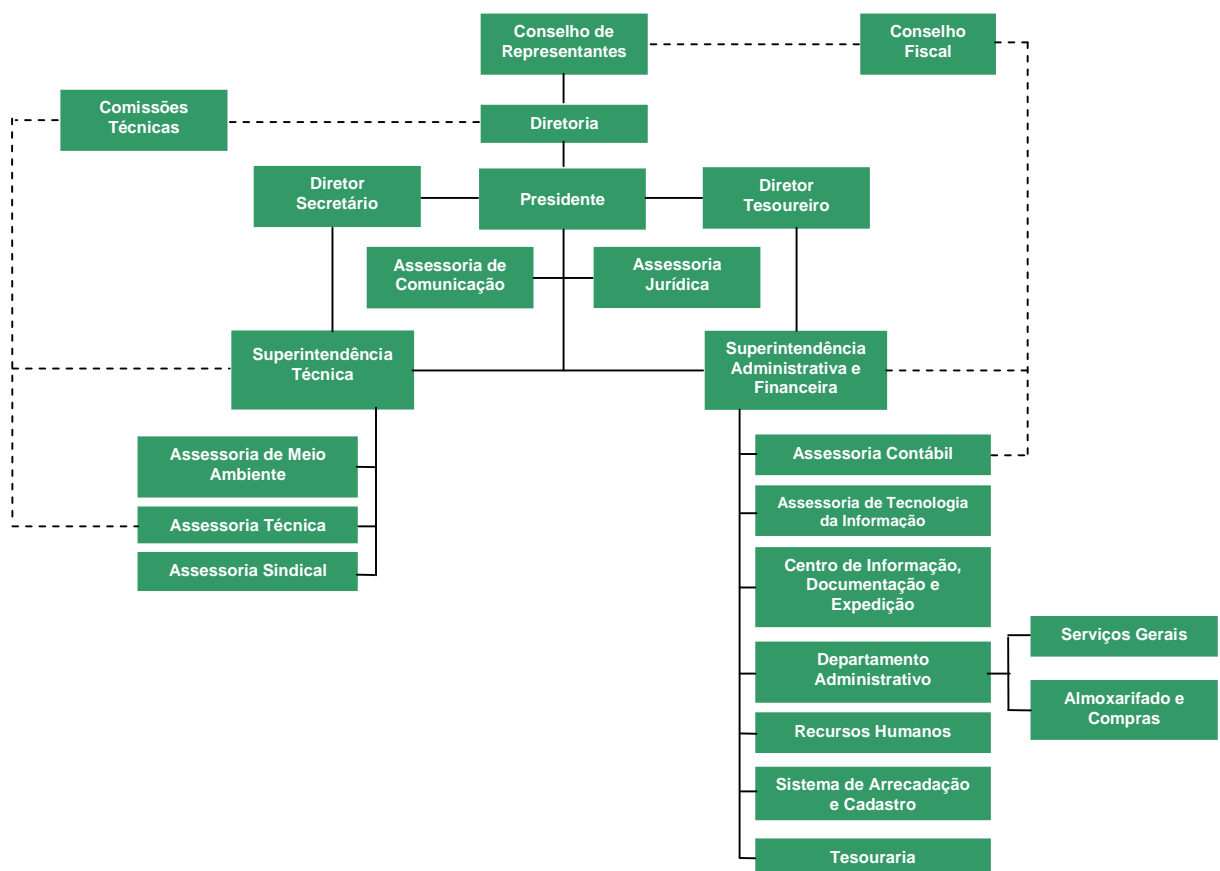 Conselho de
Representantes
Conselho
Fiscal
Comissões
Técnicas
Diretoria
Diretor
Secretário
Presidente
Diretor
Tesoureiro
Assessoria de
Comunicação
Assessoria
Jurídica
Superintendência
Técnica
Superintendência
Administrativa e
Financeira
Assessoria de Meio
Ambiente
Assessoria Técnica
Assessoria Sindical
Assessoria Contábil
Assessoria de Tecnologia
da Informação
Centro de Informação,
Documentação e
Expedição
Departamento
Administrativo
Serviços Gerais
Almoxarifado e
Compras
Recursos Humanos
Sistema de Arrecadação
e Cadastro
Tesouraria